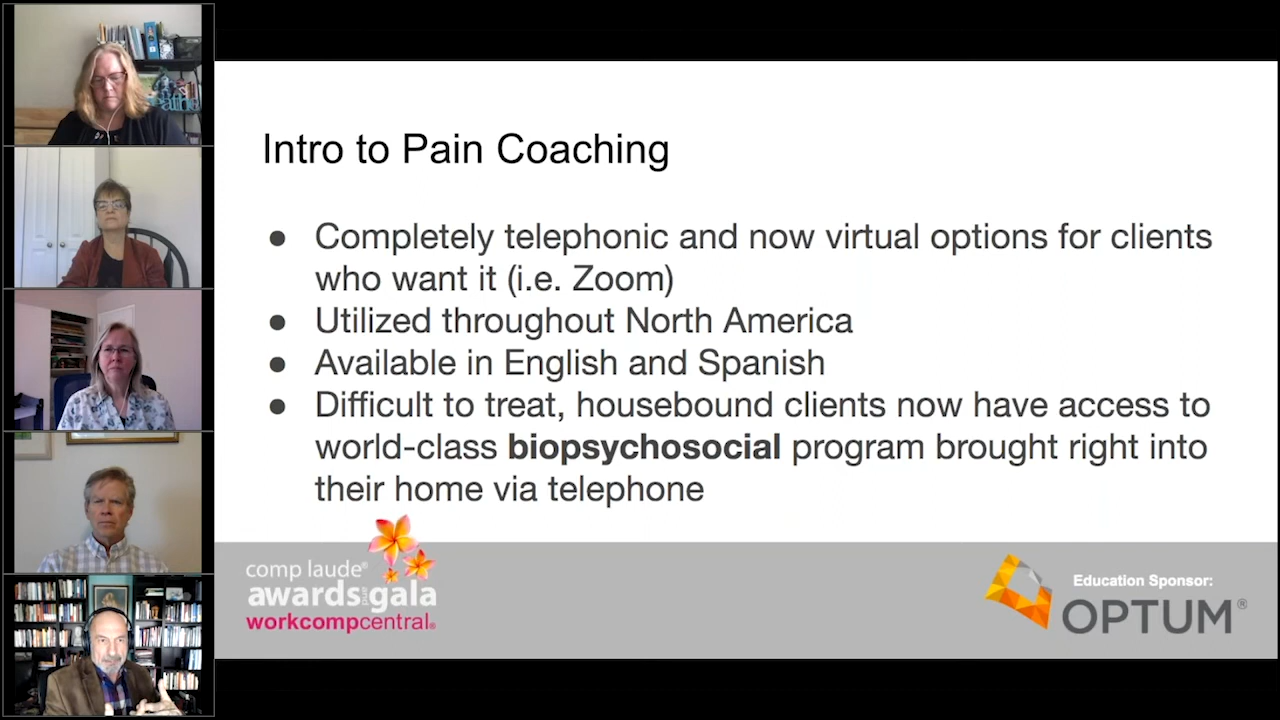 Intro to Pain Coaching
● Completely telephonic and now virtual options for clients
who want it (i.e. Zoom)
● Utilized throughout North America
● Available in English and Spanish
● Difficult to treat, housebound clients now have access to
world-class biopsychosocial program brought right into
their home via telephone
comp laude®
awards and gala
workcompcentral®
Education Sponsor:
OPTUM®